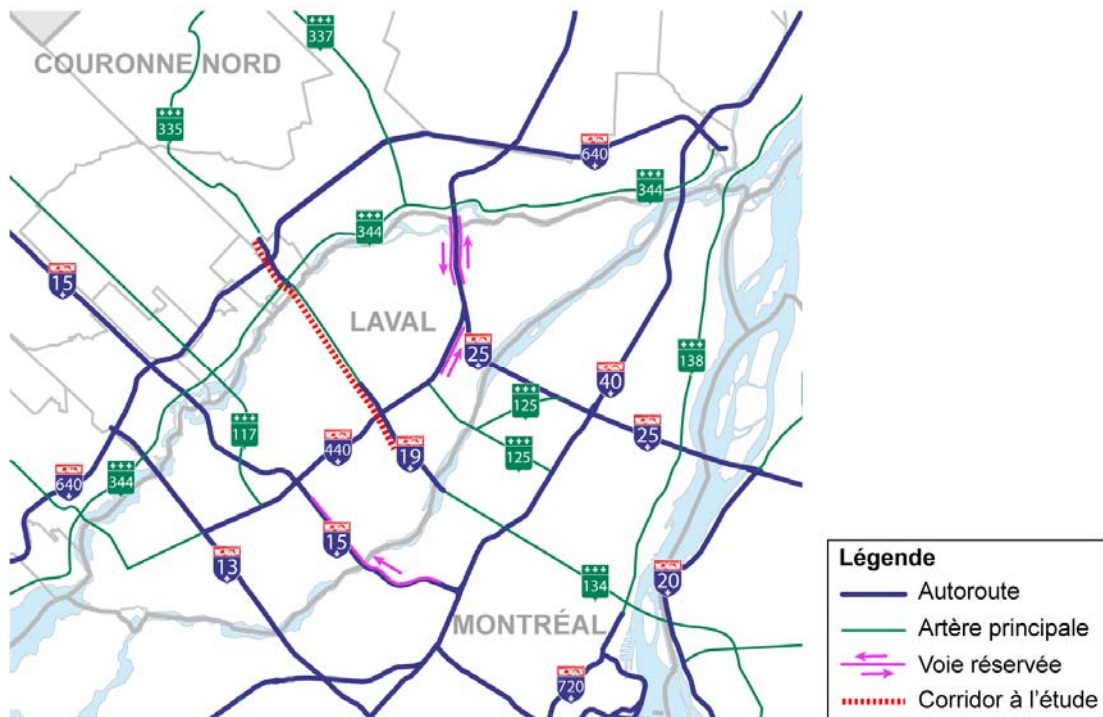 337
COURONNE NORD
335
640
344
344
15
LAVAL
25
138
40
125
117
25
440
19
125
640
344
15
13
134
20
MONTRÉAL
720
Légende
Autoroute
Artère principale
Voie réservée
Corridor à l'étude